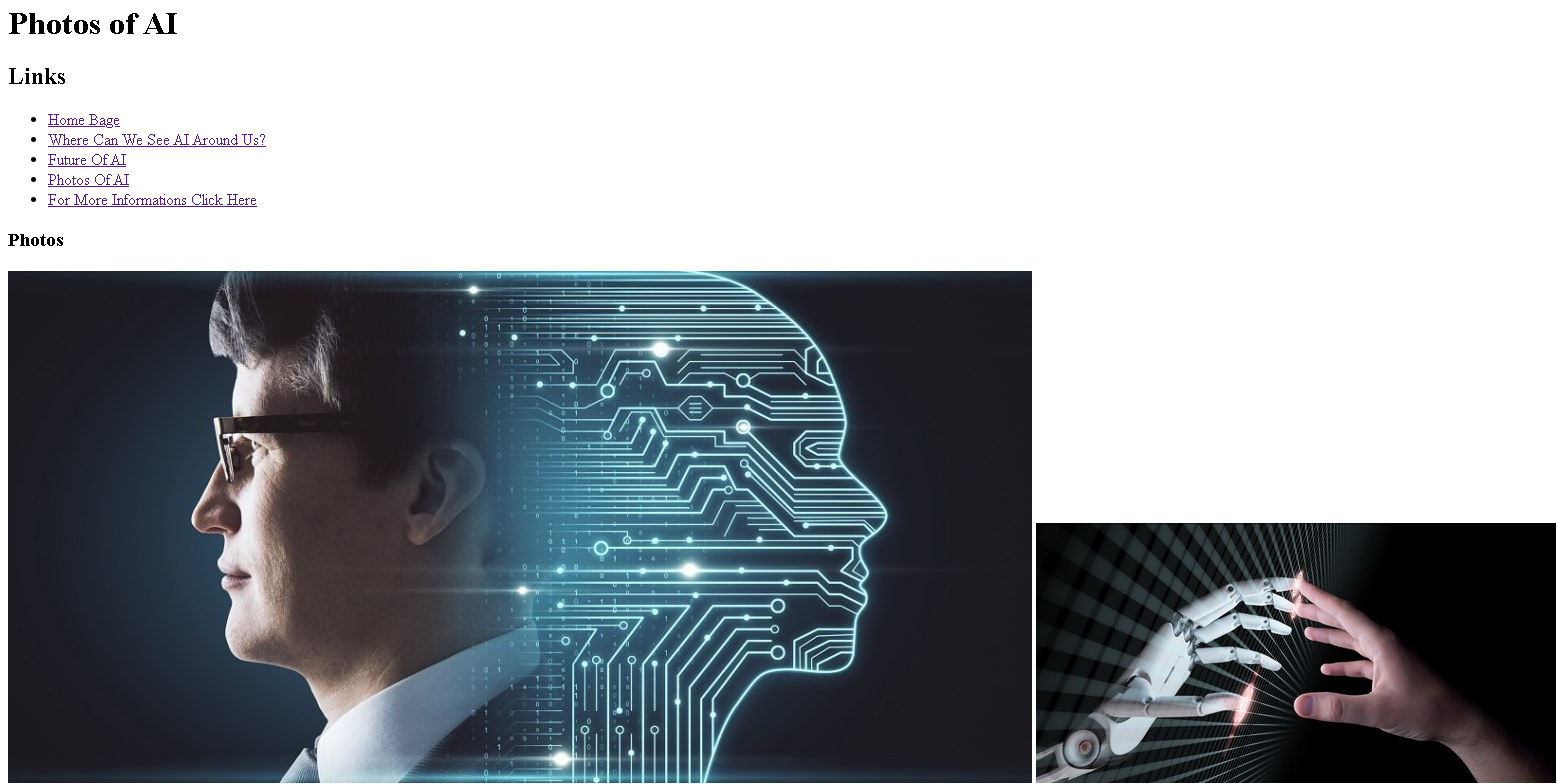 Photos of AI
Links
Home Bage
Where Can We See AI Around Us?
Future Of AI
Photos Of AI
For More Informations Click Here
Photos